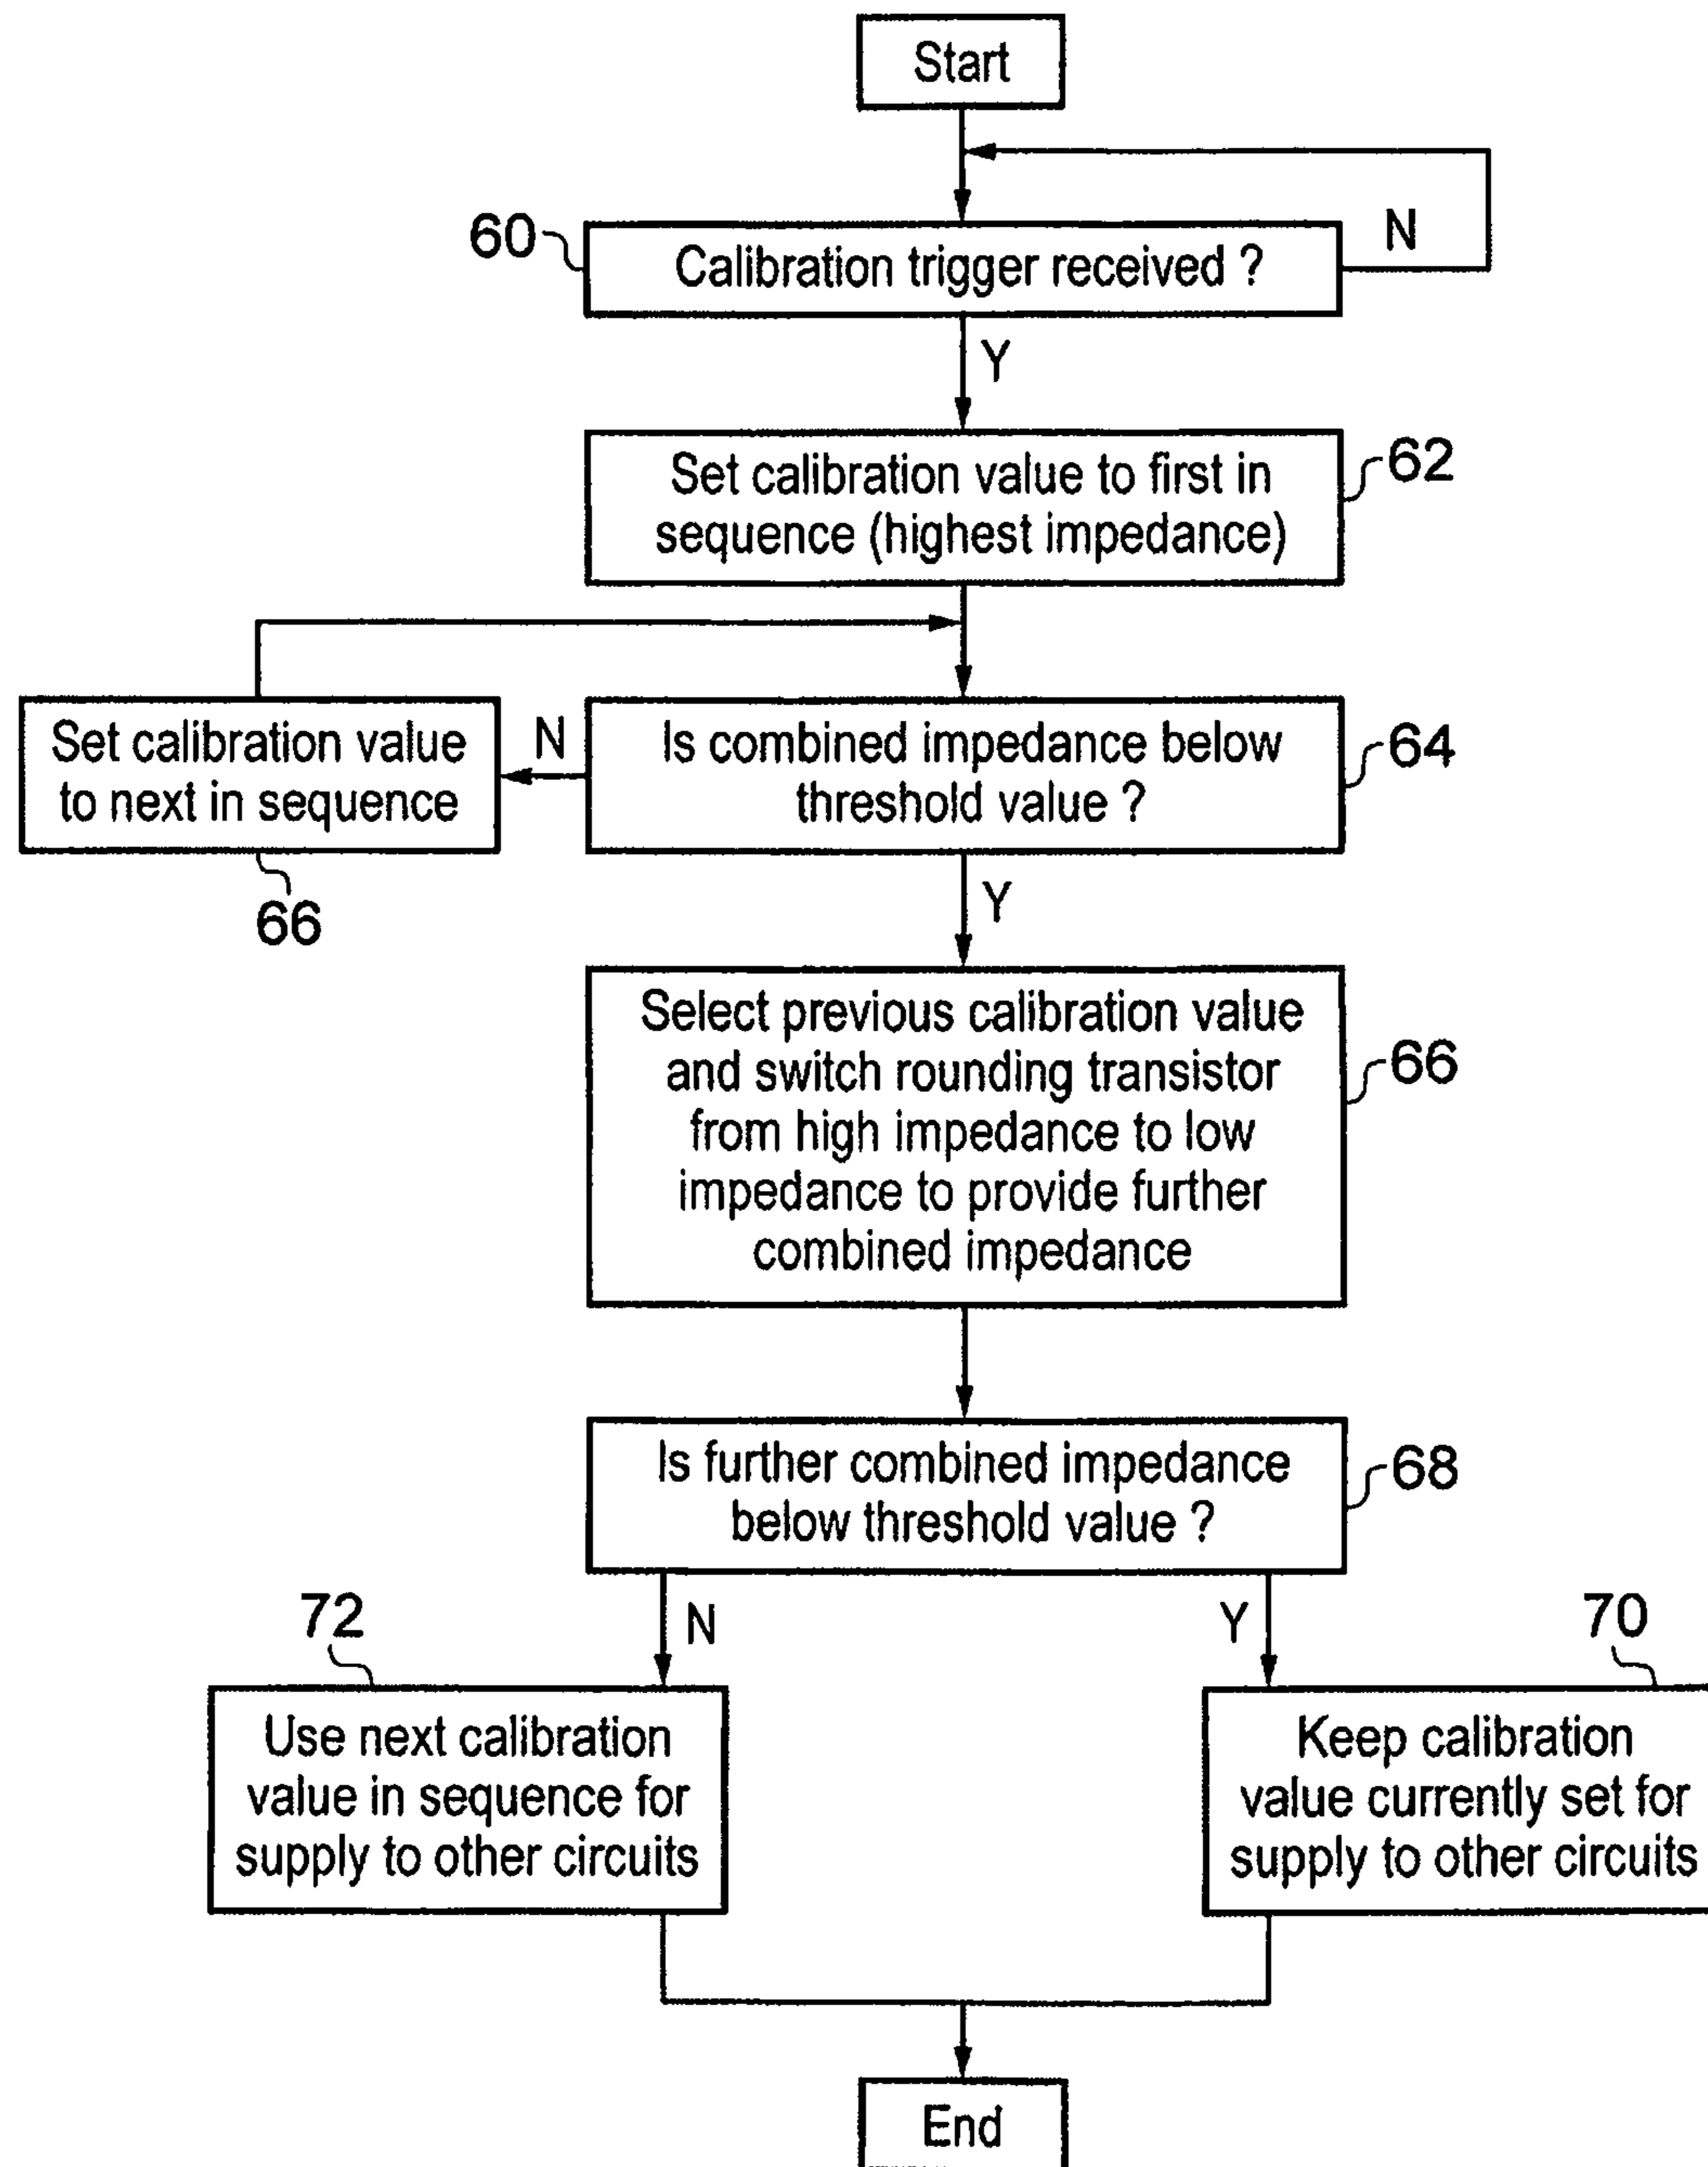 Start
N
60
Calibration trigger received ?
Y
62
Set calibration value to first in
sequence (highest impedance)
Set calibration value
to next in sequence
66
N
Is combined impedance below
threshold value ?
64
Y
Select previous calibration value
and switch rounding transistor
from high impedance to low
impedance to provide further
combined impedance
66
Is further combined impedance
below threshold value ?
68
N
Y
72
Use next calibration
value in sequence for
supply to other circuits
70
Keep calibration
value currently set for
supply to other circuits
End